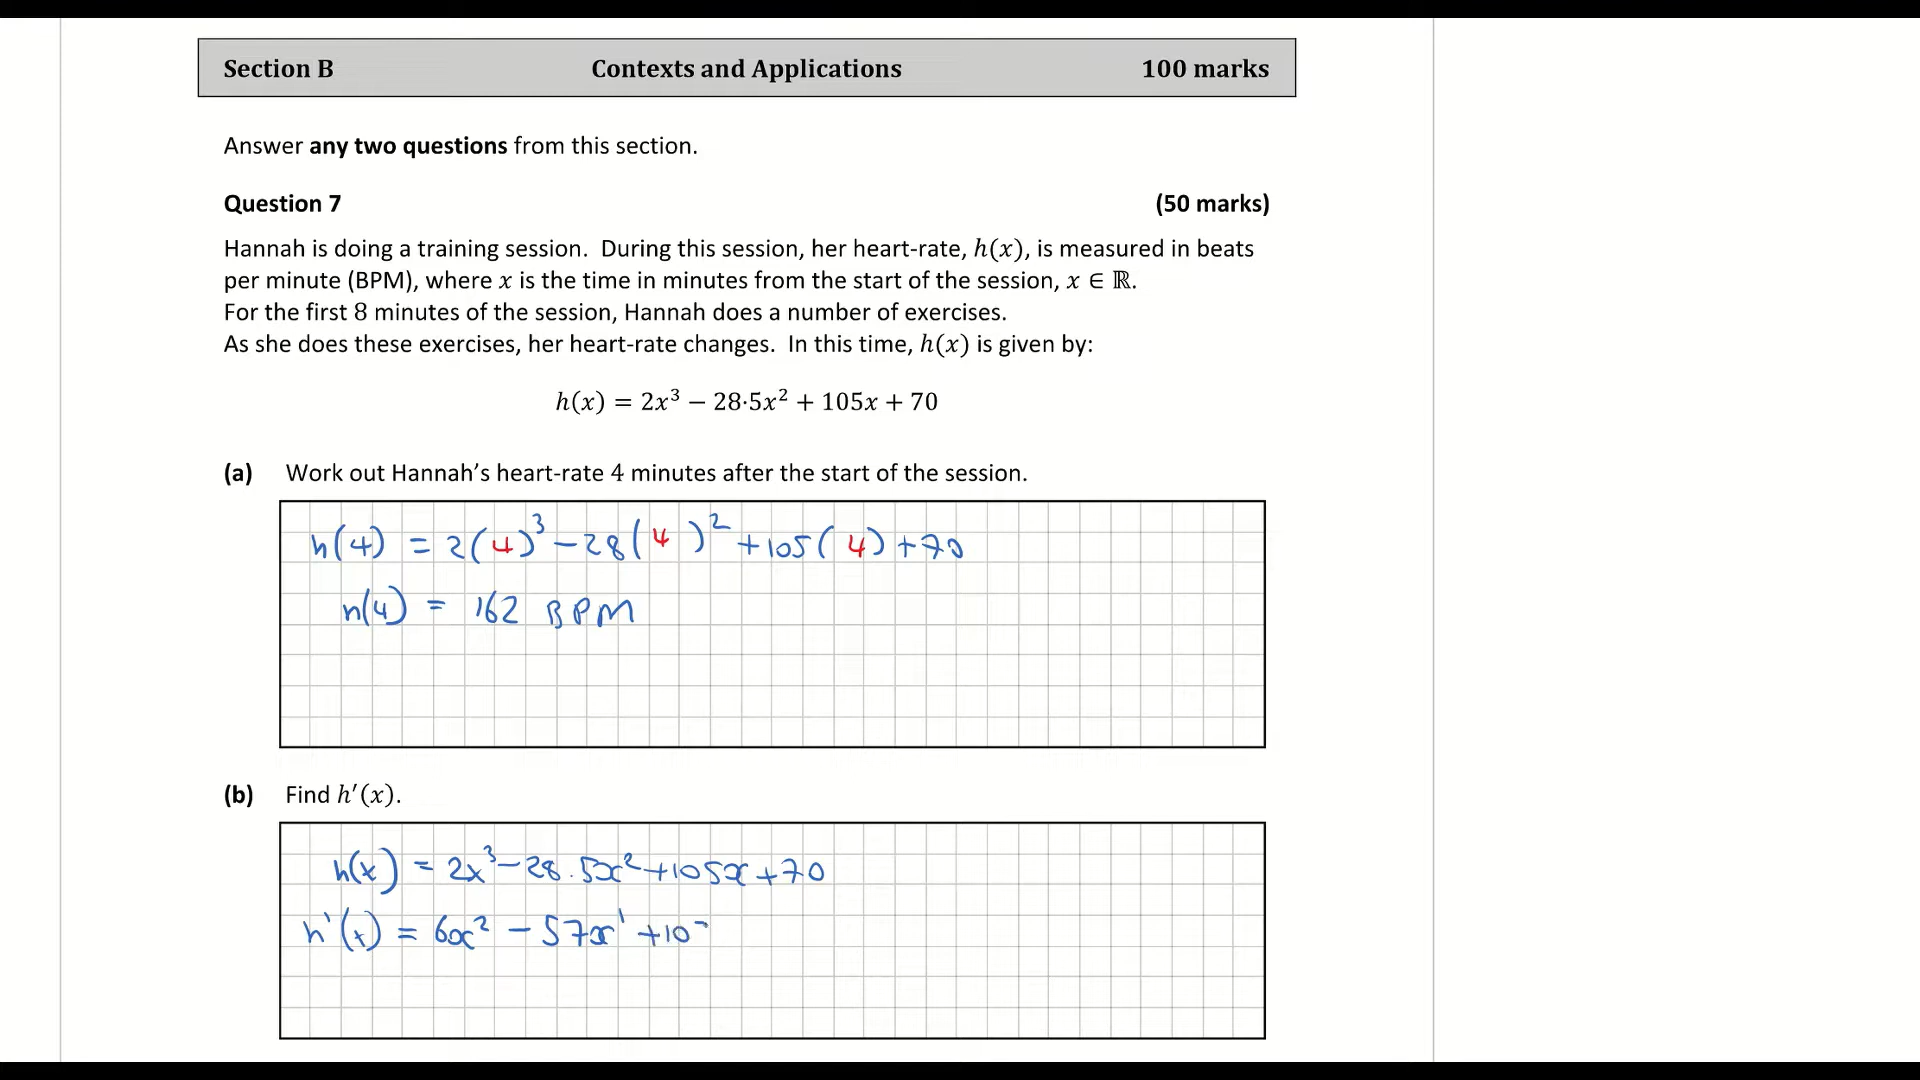 Section B Contexts and Applications 100 marks
Answer any two questions from this section.
Question 7 (50 marks)
Hannah is doing a training session. During this session, her heart-rate, h(x), is measured in beats
per minute (BPM), where x is the time in minutes from the start of the session, x ∈ ℝ.
For the first 8 minutes of the session, Hannah does a number of exercises.
As she does these exercises, her heart-rate changes. In this time, h(x) is given by:
h(x) = 2x³ − 28·5x² + 105x + 70
(a) Work out Hannah’s heart-rate 4 minutes after the start of the session.
h(4) = 2(4)³ − 28(4)² + 105(4) + 70
h(4) = 162 BPM
(b) Find h′(x).
h(x) = 2x³ − 28.5x² + 105x + 70
h'(x) = 6x² − 57x¹ + 10